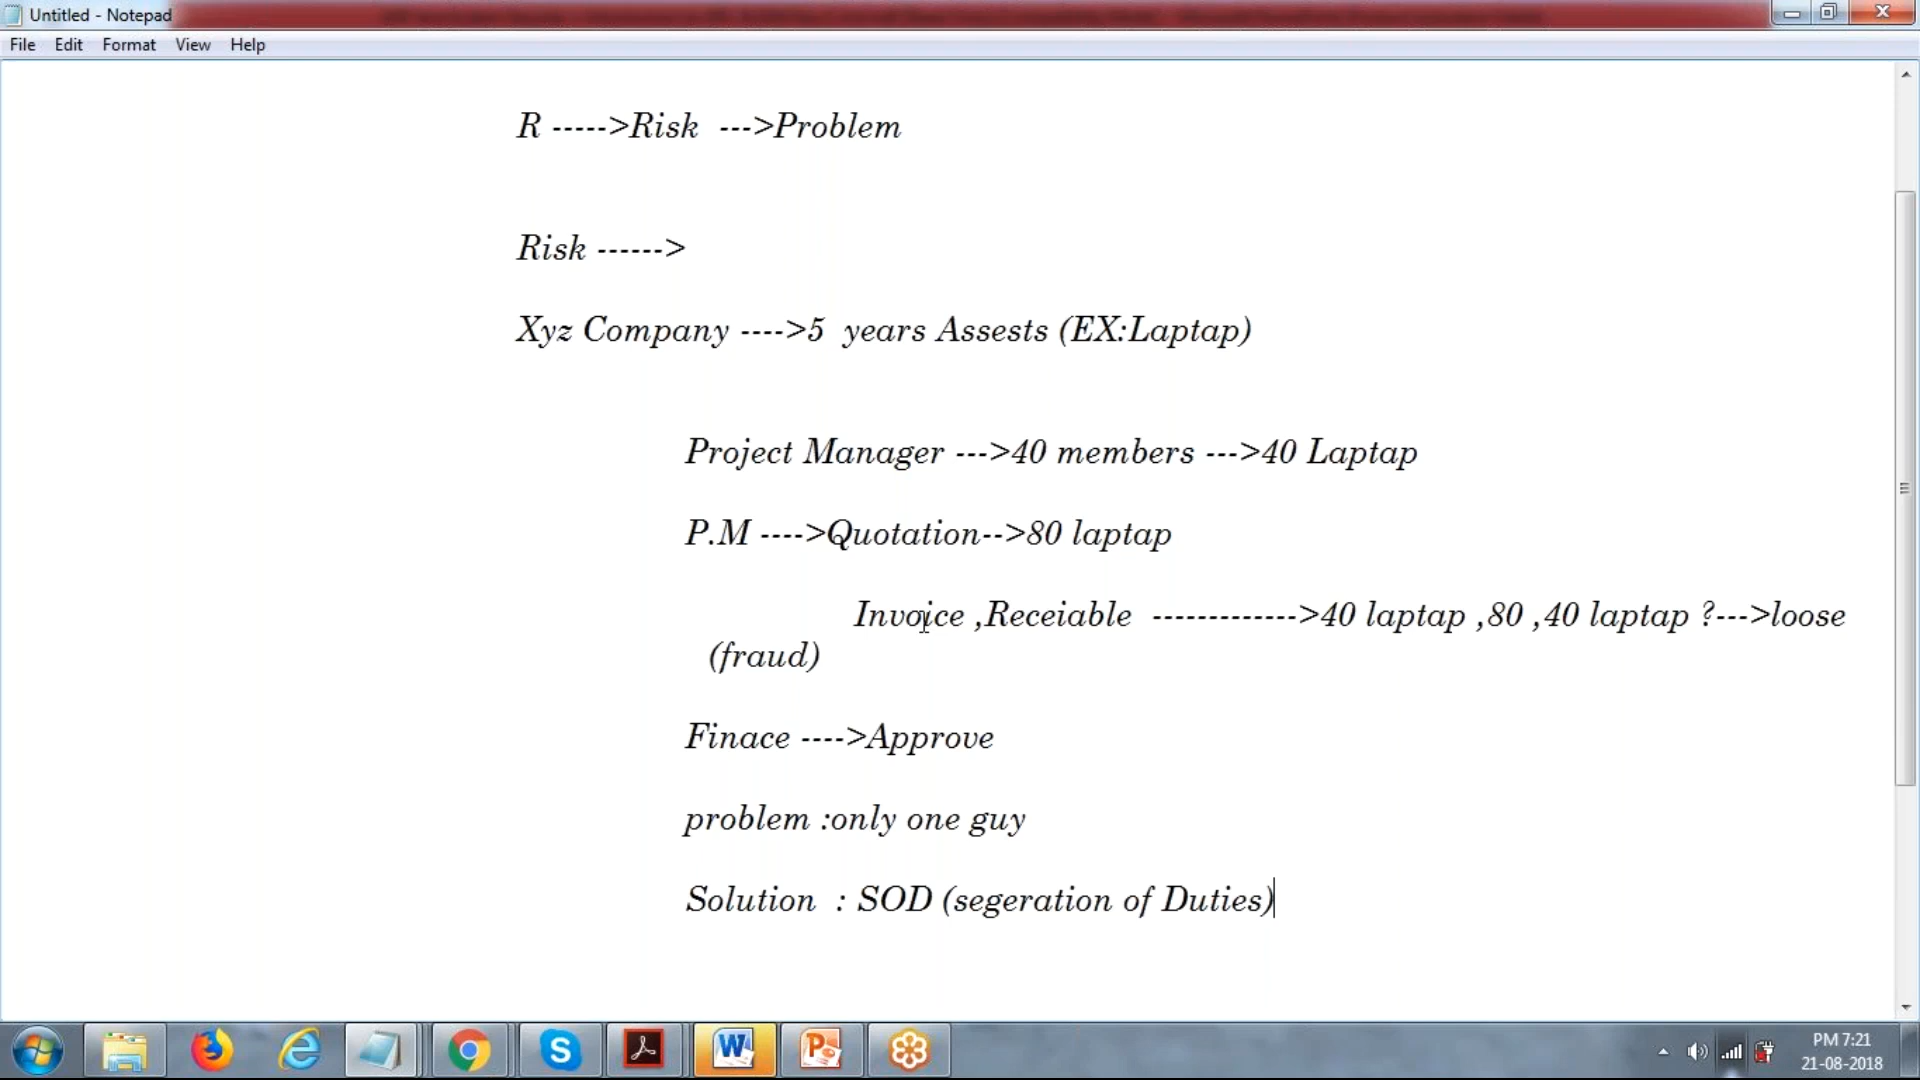 Untitled - Notepad
File Edit Format View Help
R ----->Risk --->Problem
Risk ------>
Xyz Company ---->5 years Assests (EX:Laptap)
Project Manager --->40 members --->40 Laptap
P.M ---->Quotation-->80 laptap
Invoice ,Receiable ------------->40 laptap ,80 ,40 laptap ?--->loose
(fraud)
Finace ---->Approve
problem :only one guy
Solution : SOD (segeration of Duties)
PM 7:21
21-08-2018